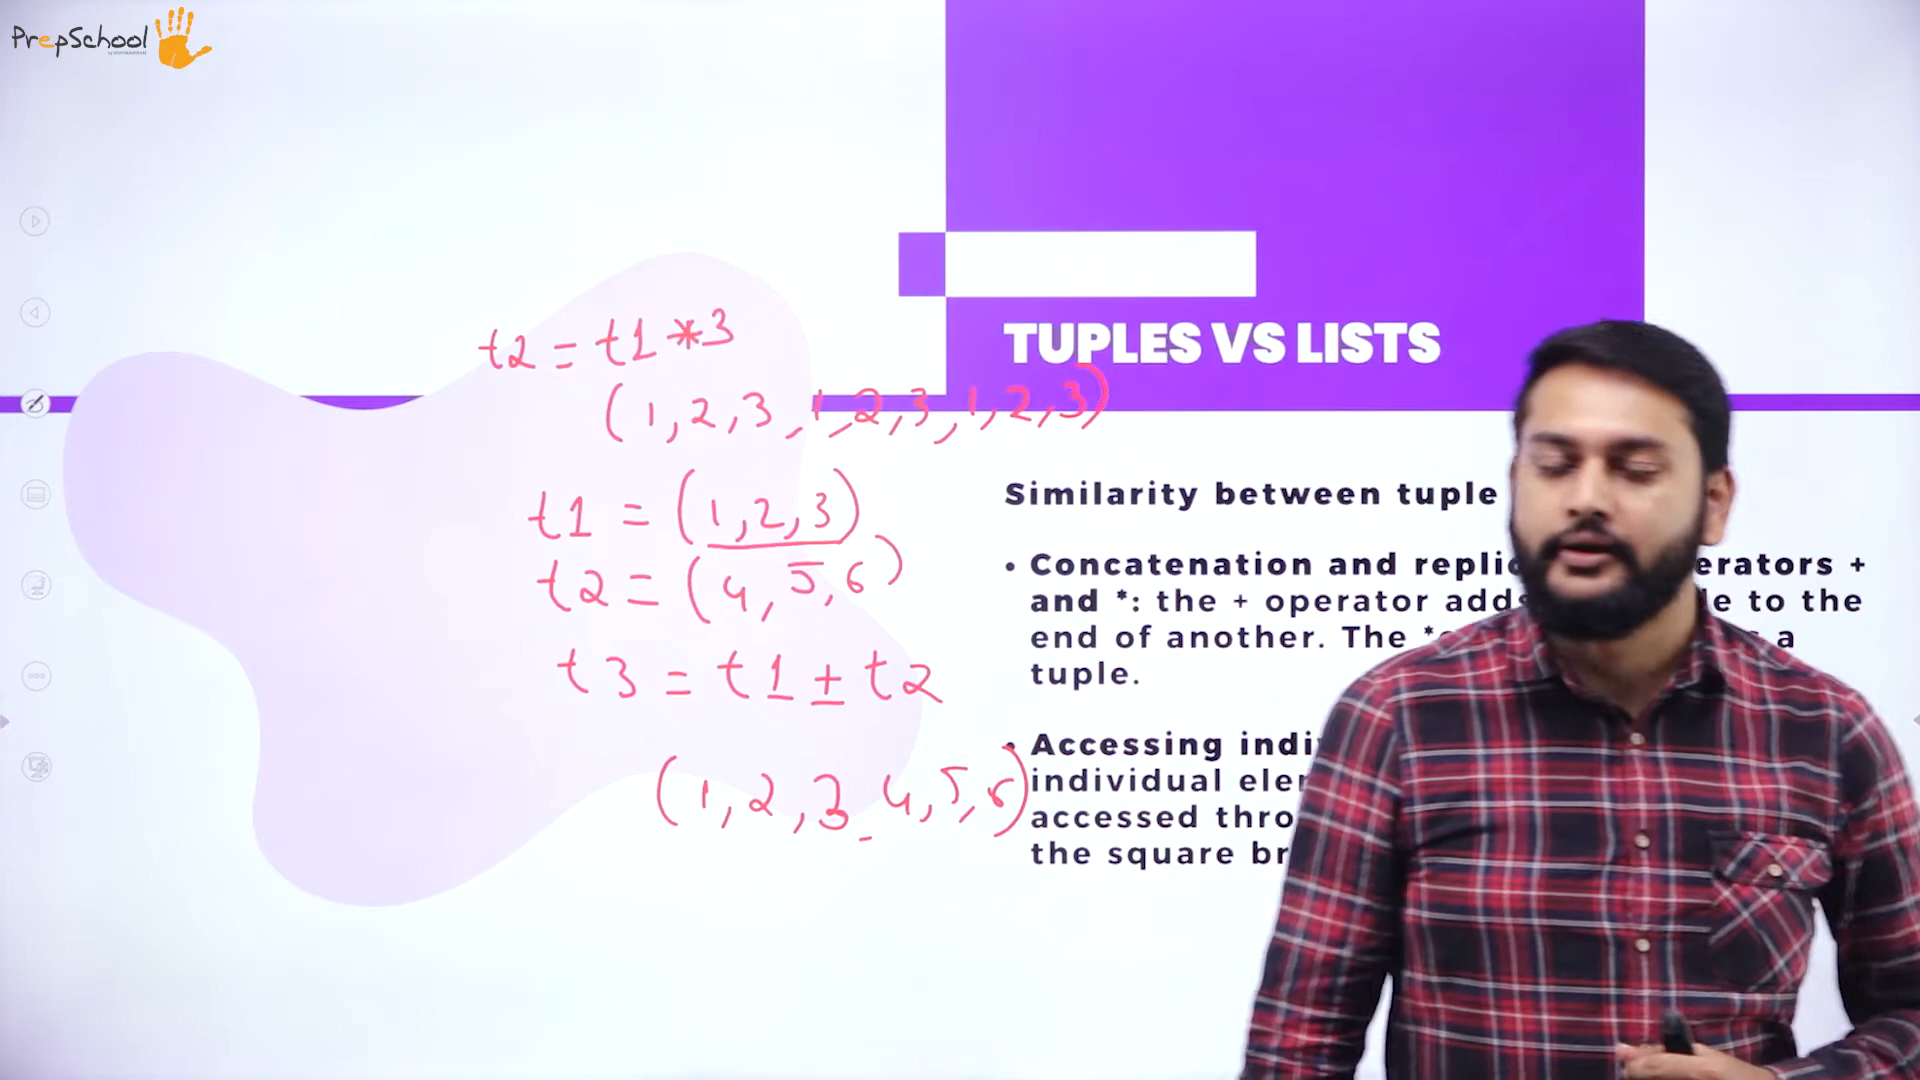 PrepSchool
t2 = t1 * 3
(1, 2, 3, 1, 2, 3, 1, 2, 3)
t1 = (1, 2, 3)
t2 = (4, 5, 6)
t3 = t1 + t2
(1, 2, 3, 4, 5, 6)
TUPLES VS LISTS
Similarity between tuple
• Concatenation and repli erators +
and *: the + operator add e to the
end of another. The * a
tuple.
• Accessing indi
individual ele
accessed thro
the square br